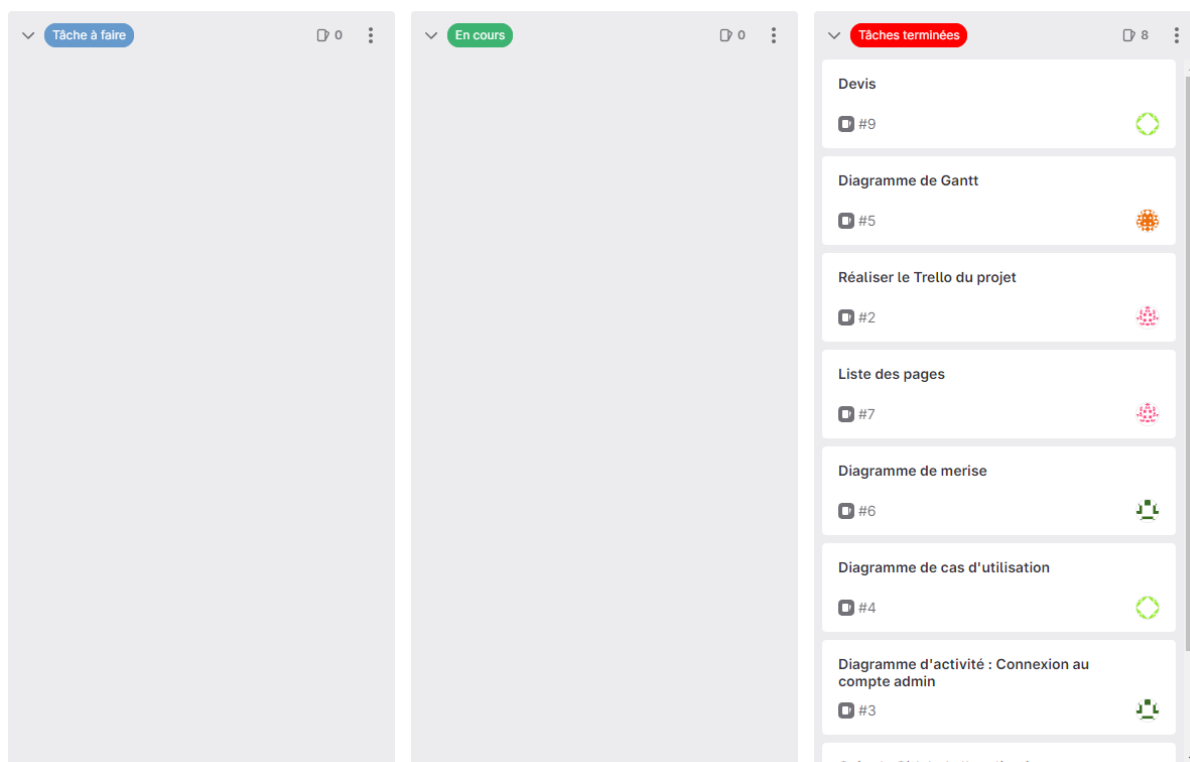 Tâche à faire
0
En cours
0
Tâches terminées
8
Devis
#9
Diagramme de Gantt
#5
Réaliser le Trello du projet
#2
Liste des pages
#7
Diagramme de merise
#6
Diagramme de cas d'utilisation
#4
Diagramme d'activité : Connexion au
compte admin
#3